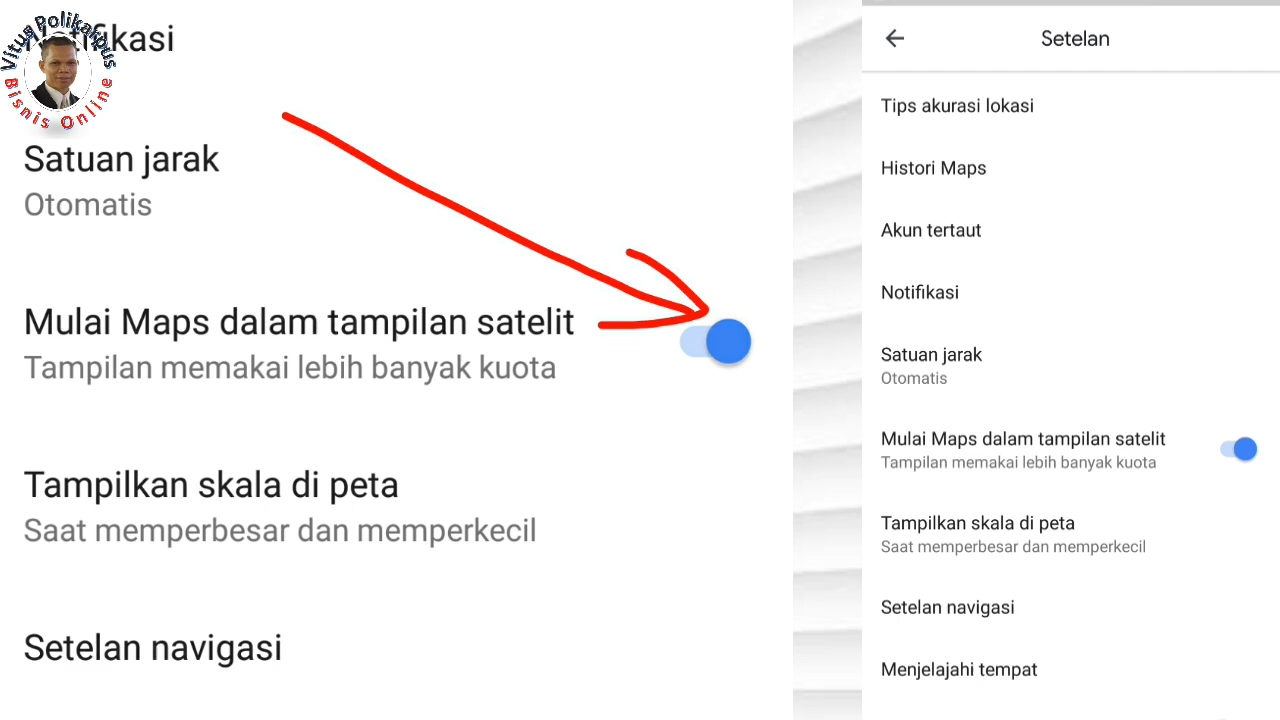 Vitus Polikakpus
Bisnis Online
Notifikasi
Satuan jarak
Otomatis
Mulai Maps dalam tampilan satelit
Tampilan memakai lebih banyak kuota
Tampilkan skala di peta
Saat memperbesar dan memperkecil
Setelan navigasi
Setelan
Tips akurasi lokasi
Histori Maps
Akun tertaut
Notifikasi
Satuan jarak
Otomatis
Mulai Maps dalam tampilan satelit
Tampilan memakai lebih banyak kuota
Tampilkan skala di peta
Saat memperbesar dan memperkecil
Setelan navigasi
Menjelajahi tempat